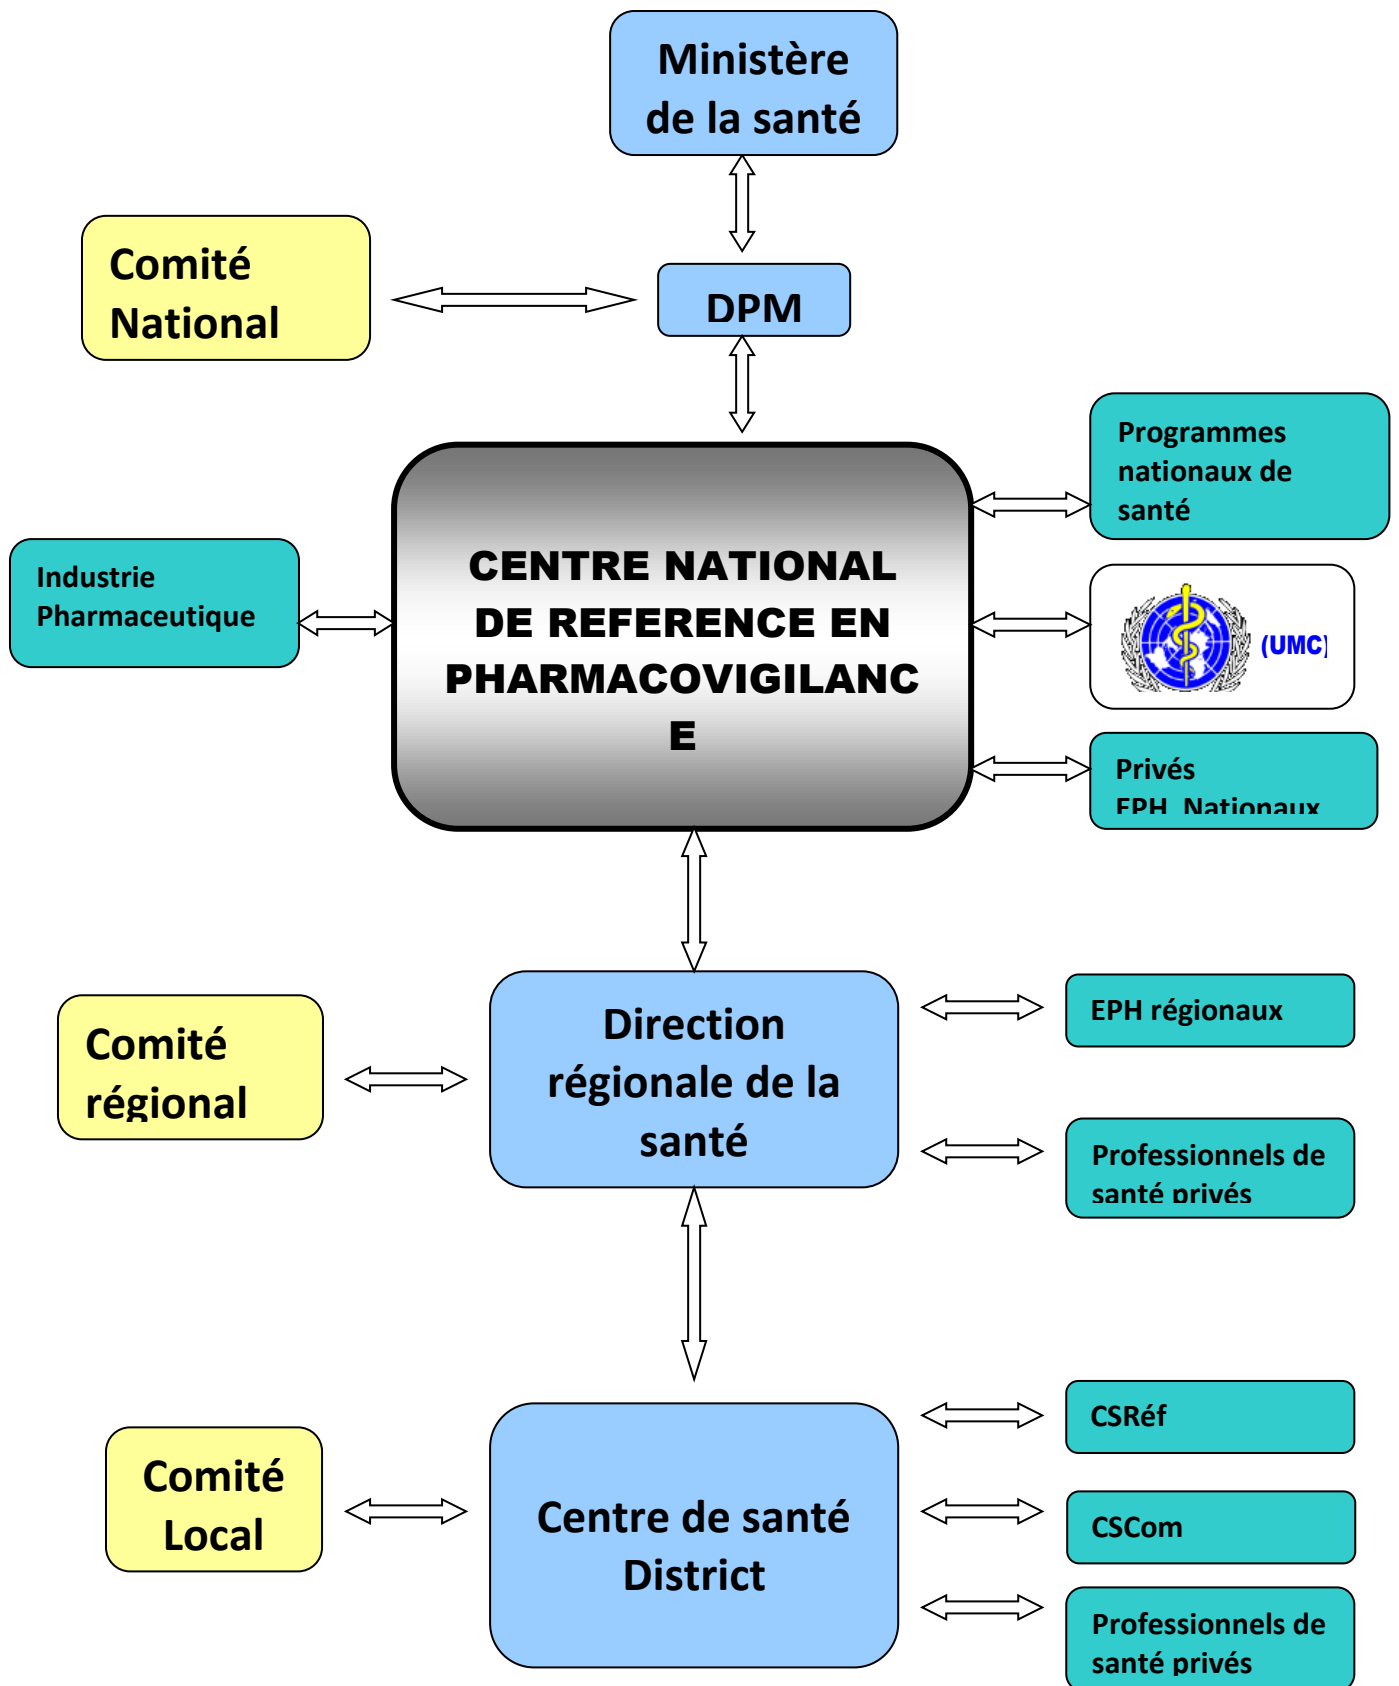 Ministère
de la santé
Comité
National
DPM
Programmes
nationaux de
santé
Industrie
Pharmaceutique
CENTRE NATIONAL
DE REFERENCE EN
PHARMACOVIGILANC
E
(UMC)
Privés
EPH Nationaux
Comité
régional
Direction
régionale de la
santé
EPH régionaux
Professionnels de
santé privés
Comité
Local
Centre de santé
District
CSRéf
CSCom
Professionnels de
santé privés